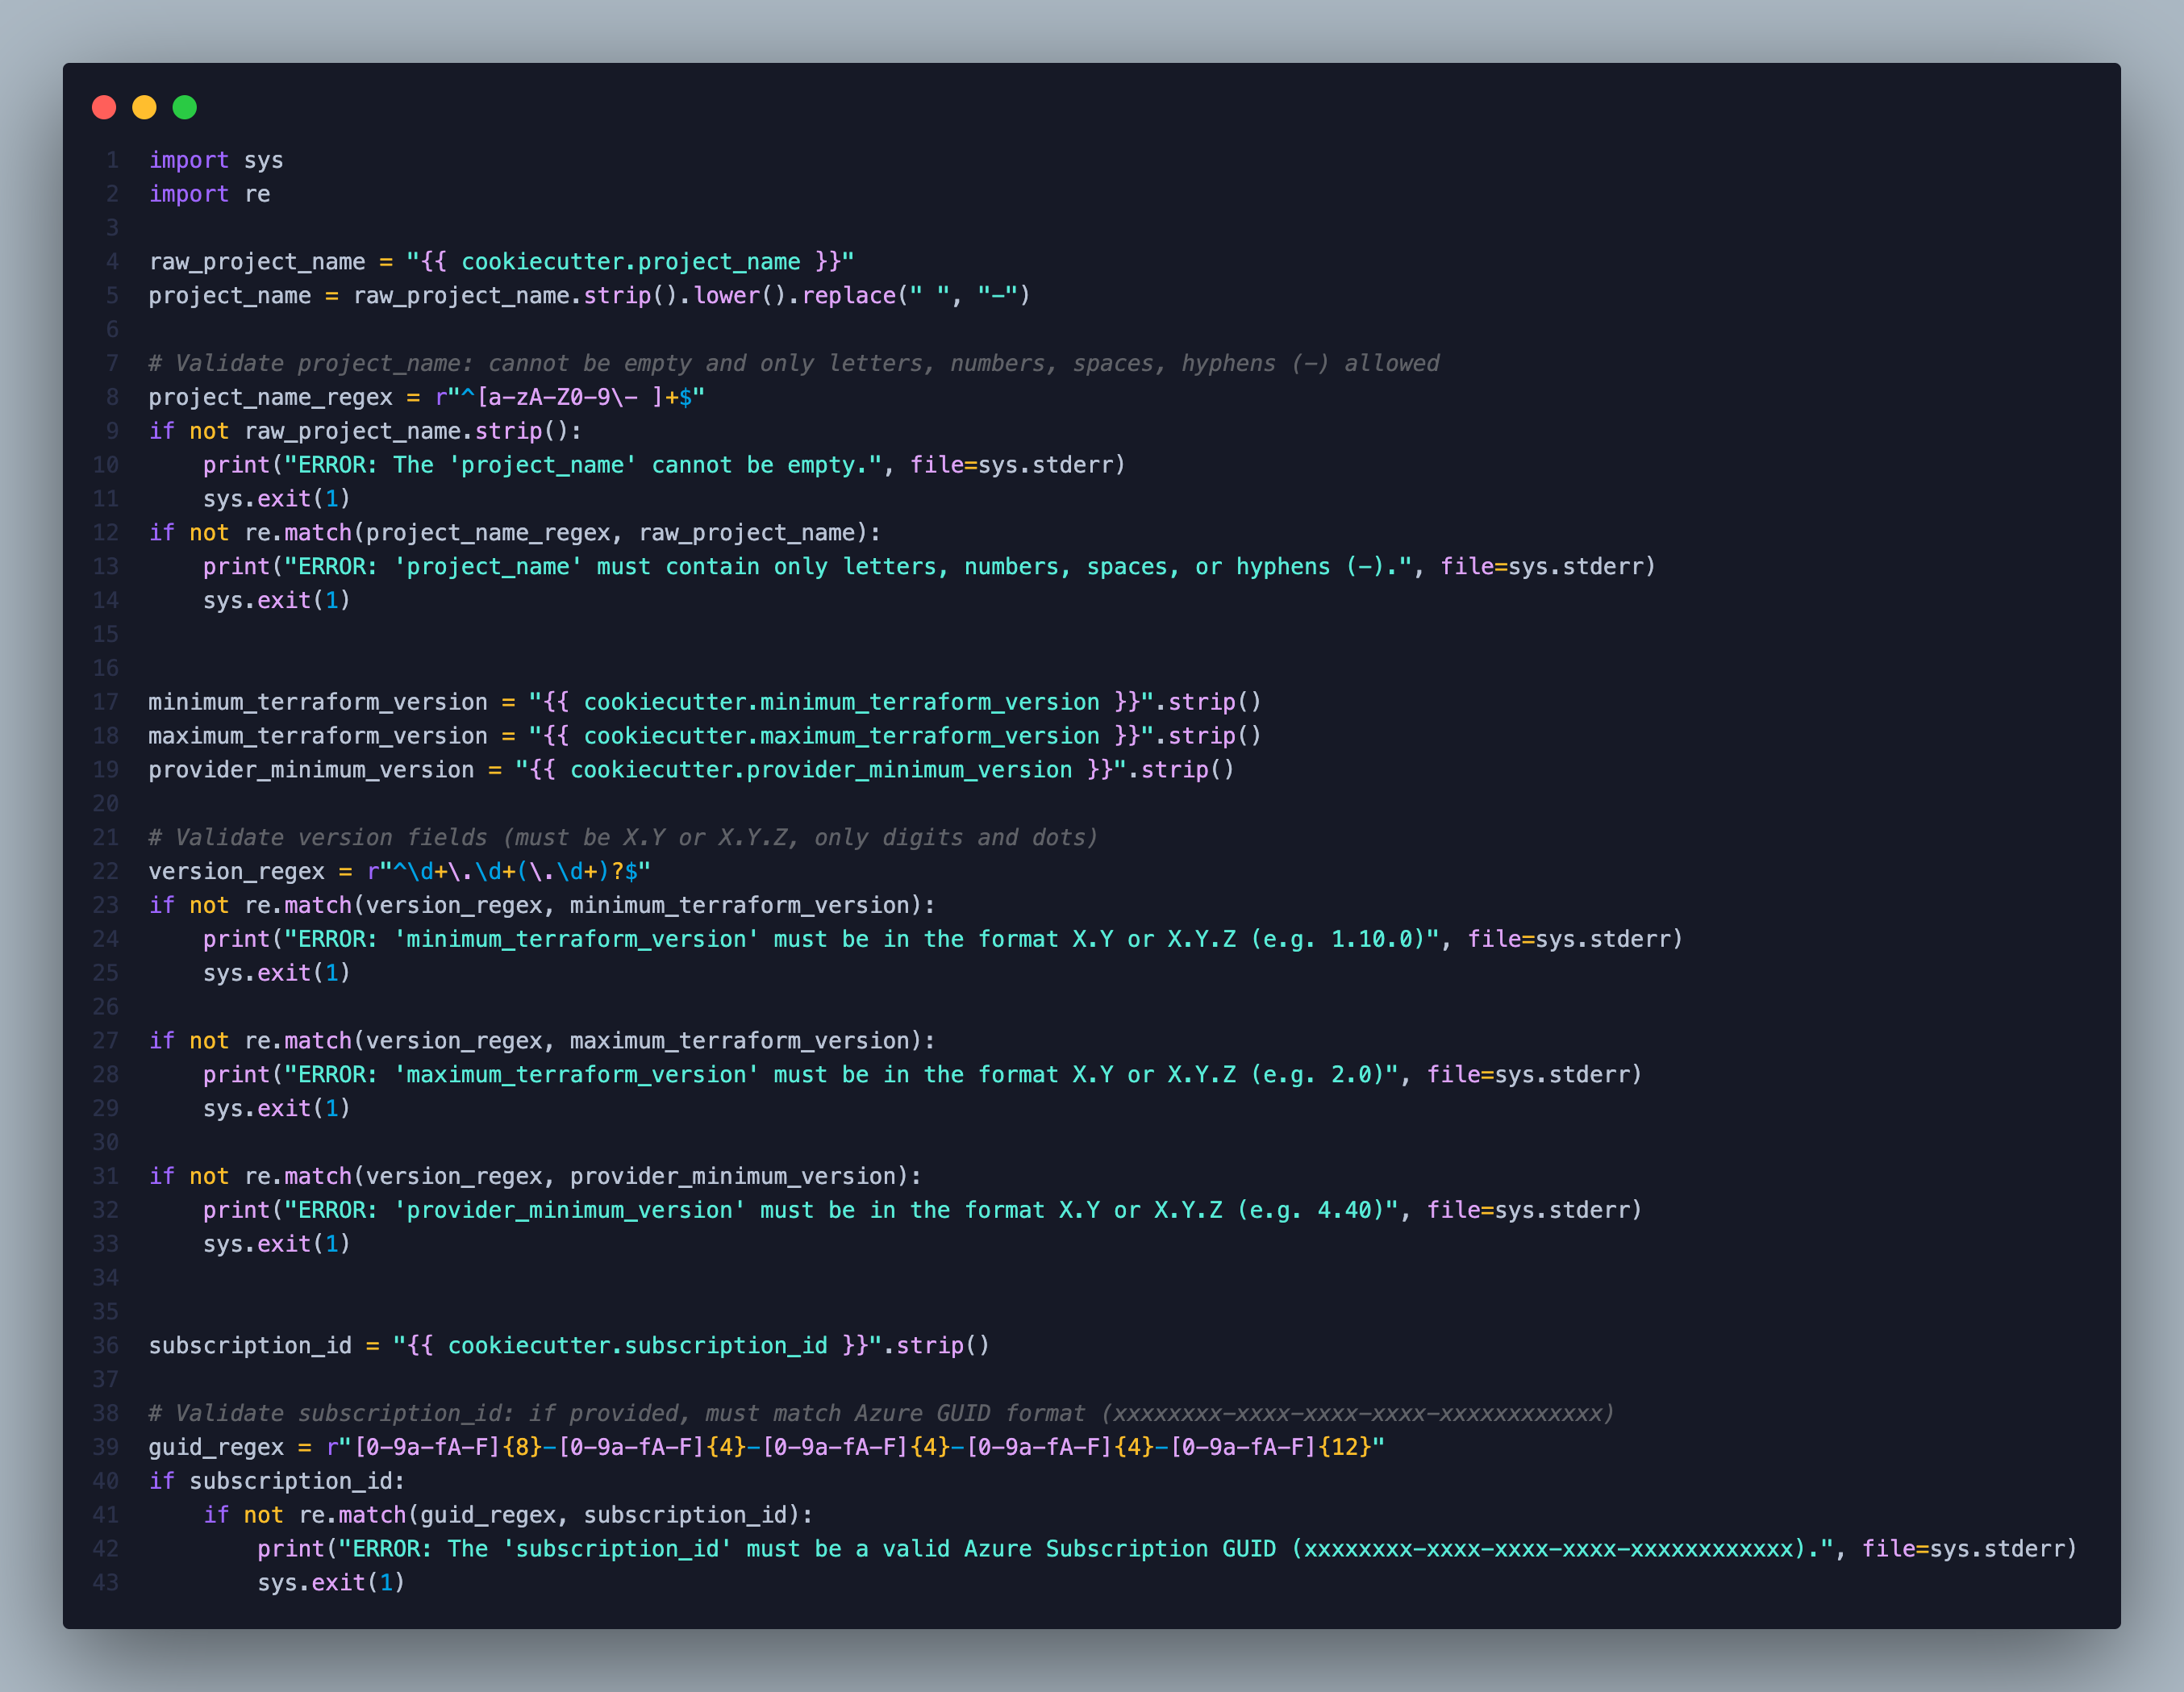 1 import sys
2 import re
3
4 raw_project_name = "{{ cookiecutter.project_name }}"
5 project_name = raw_project_name.strip().lower().replace(" ", "-")
6
7 # Validate project_name: cannot be empty and only letters, numbers, spaces, hyphens (-) allowed
8 project_name_regex = r"^[a-zA-Z0-9\- ]+$"
9 if not raw_project_name.strip():
10     print("ERROR: The 'project_name' cannot be empty.", file=sys.stderr)
11     sys.exit(1)
12 if not re.match(project_name_regex, raw_project_name):
13     print("ERROR: 'project_name' must contain only letters, numbers, spaces, or hyphens (-).", file=sys.stderr)
14     sys.exit(1)
15
16
17 minimum_terraform_version = "{{ cookiecutter.minimum_terraform_version }}".strip()
18 maximum_terraform_version = "{{ cookiecutter.maximum_terraform_version }}".strip()
19 provider_minimum_version = "{{ cookiecutter.provider_minimum_version }}".strip()
20
21 # Validate version fields (must be X.Y or X.Y.Z, only digits and dots)
22 version_regex = r"^\d+\.\d+(\.\d+)?$"
23 if not re.match(version_regex, minimum_terraform_version):
24     print("ERROR: 'minimum_terraform_version' must be in the format X.Y or X.Y.Z (e.g. 1.10.0)", file=sys.stderr)
25     sys.exit(1)
26
27 if not re.match(version_regex, maximum_terraform_version):
28     print("ERROR: 'maximum_terraform_version' must be in the format X.Y or X.Y.Z (e.g. 2.0)", file=sys.stderr)
29     sys.exit(1)
30
31 if not re.match(version_regex, provider_minimum_version):
32     print("ERROR: 'provider_minimum_version' must be in the format X.Y or X.Y.Z (e.g. 4.40)", file=sys.stderr)
33     sys.exit(1)
34
35
36 subscription_id = "{{ cookiecutter.subscription_id }}".strip()
37
38 # Validate subscription_id: if provided, must match Azure GUID format (xxxxxxxx-xxxx-xxxx-xxxx-xxxxxxxxxxxx)
39 guid_regex = r"[0-9a-fA-F]{8}-[0-9a-fA-F]{4}-[0-9a-fA-F]{4}-[0-9a-fA-F]{4}-[0-9a-fA-F]{12}"
40 if subscription_id:
41     if not re.match(guid_regex, subscription_id):
42         print("ERROR: The 'subscription_id' must be a valid Azure Subscription GUID (xxxxxxxx-xxxx-xxxx-xxxx-xxxxxxxxxxxx).", file=sys.stderr)
43         sys.exit(1)